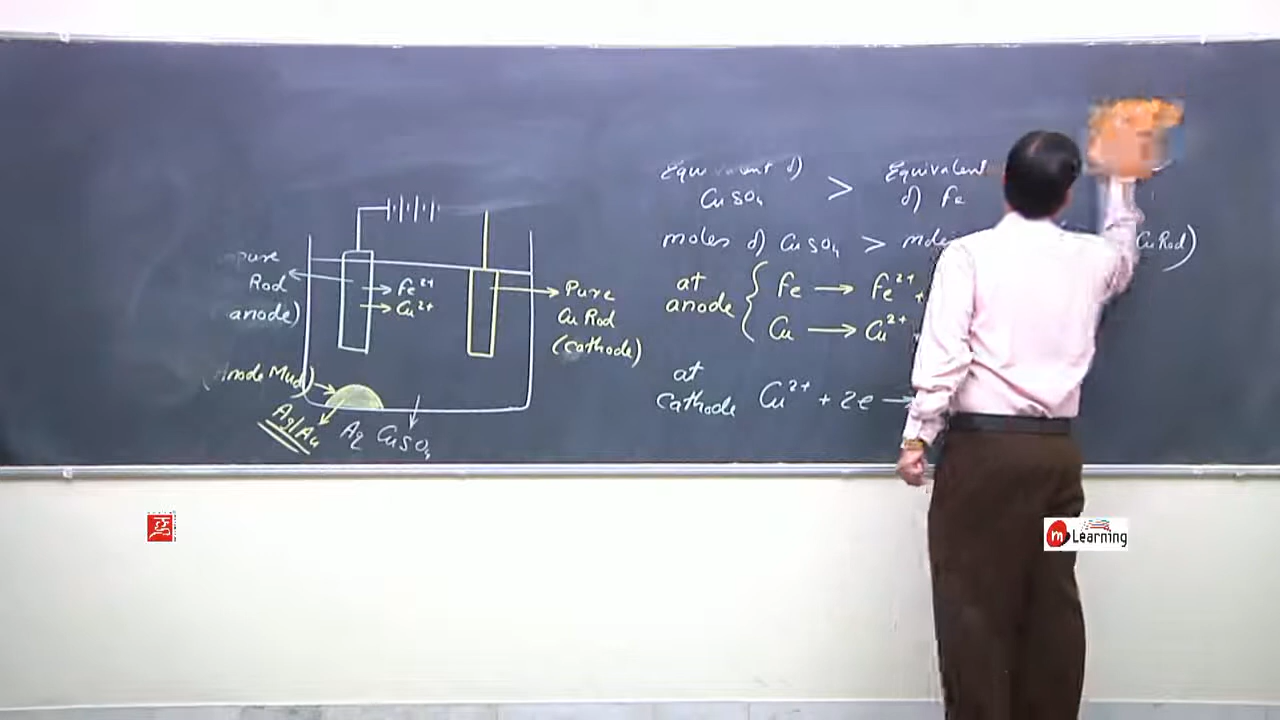 pure
Rod
anode)
Fe²⁺
Cu²⁺
Pure
Cu Rod
(cathode)
(Anode Mud)
Ag/Au
Aq CuSO₄
Equivalent of
CuSO₄
>
Equivalent
of Fe
moles of CuSO₄ >
Cu Rod)
at
anode
{ Fe → Fe²⁺ +
Cu → Cu²⁺
at
cathode Cu²⁺ + 2e →
m Learning